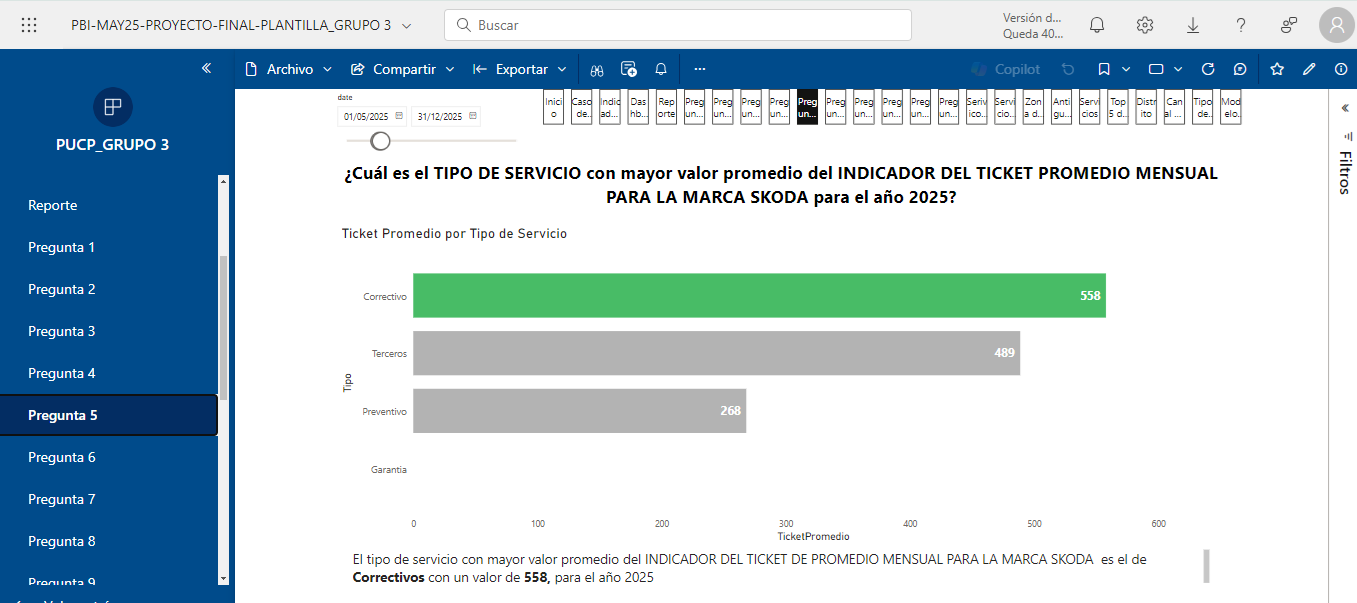 PBI-MAY25-PROYECTO-FINAL-PLANTILLA_GRUPO 3
Buscar
Versión d...
Queda 40...
Archivo
Compartir
Exportar
...
Copilot
PUCP_GRUPO 3
Reporte
Pregunta 1
Pregunta 2
Pregunta 3
Pregunta 4
Pregunta 5
Pregunta 6
Pregunta 7
Pregunta 8
Pregunta 9
date
01/05/2025
31/12/2025
Inici
o
Caso
de...
Indic
ad...
Das
hb...
Rep
orte
Preg
un...
Preg
un...
Preg
un...
Preg
un...
Preg
un...
Preg
un...
Preg
un...
Preg
un...
Preg
un...
Preg
un...
Seriv
ico...
Servi
cio...
Zon
a d...
Anti
gu...
Servi
cios
Top
5 d...
Distr
ito
Can
al ...
Tipo
de...
Mod
elo...
Filtros
¿Cuál es el TIPO DE SERVICIO con mayor valor promedio del INDICADOR DEL TICKET PROMEDIO MENSUAL
PARA LA MARCA SKODA para el año 2025?
Ticket Promedio por Tipo de Servicio
Tipo
Correctivo
558
Terceros
489
Preventivo
268
Garantia
0
100
200
300
400
500
600
TicketPromedio
El tipo de servicio con mayor valor promedio del INDICADOR DEL TICKET DE PROMEDIO MENSUAL PARA LA MARCA SKODA es el de
Correctivos con un valor de 558, para el año 2025